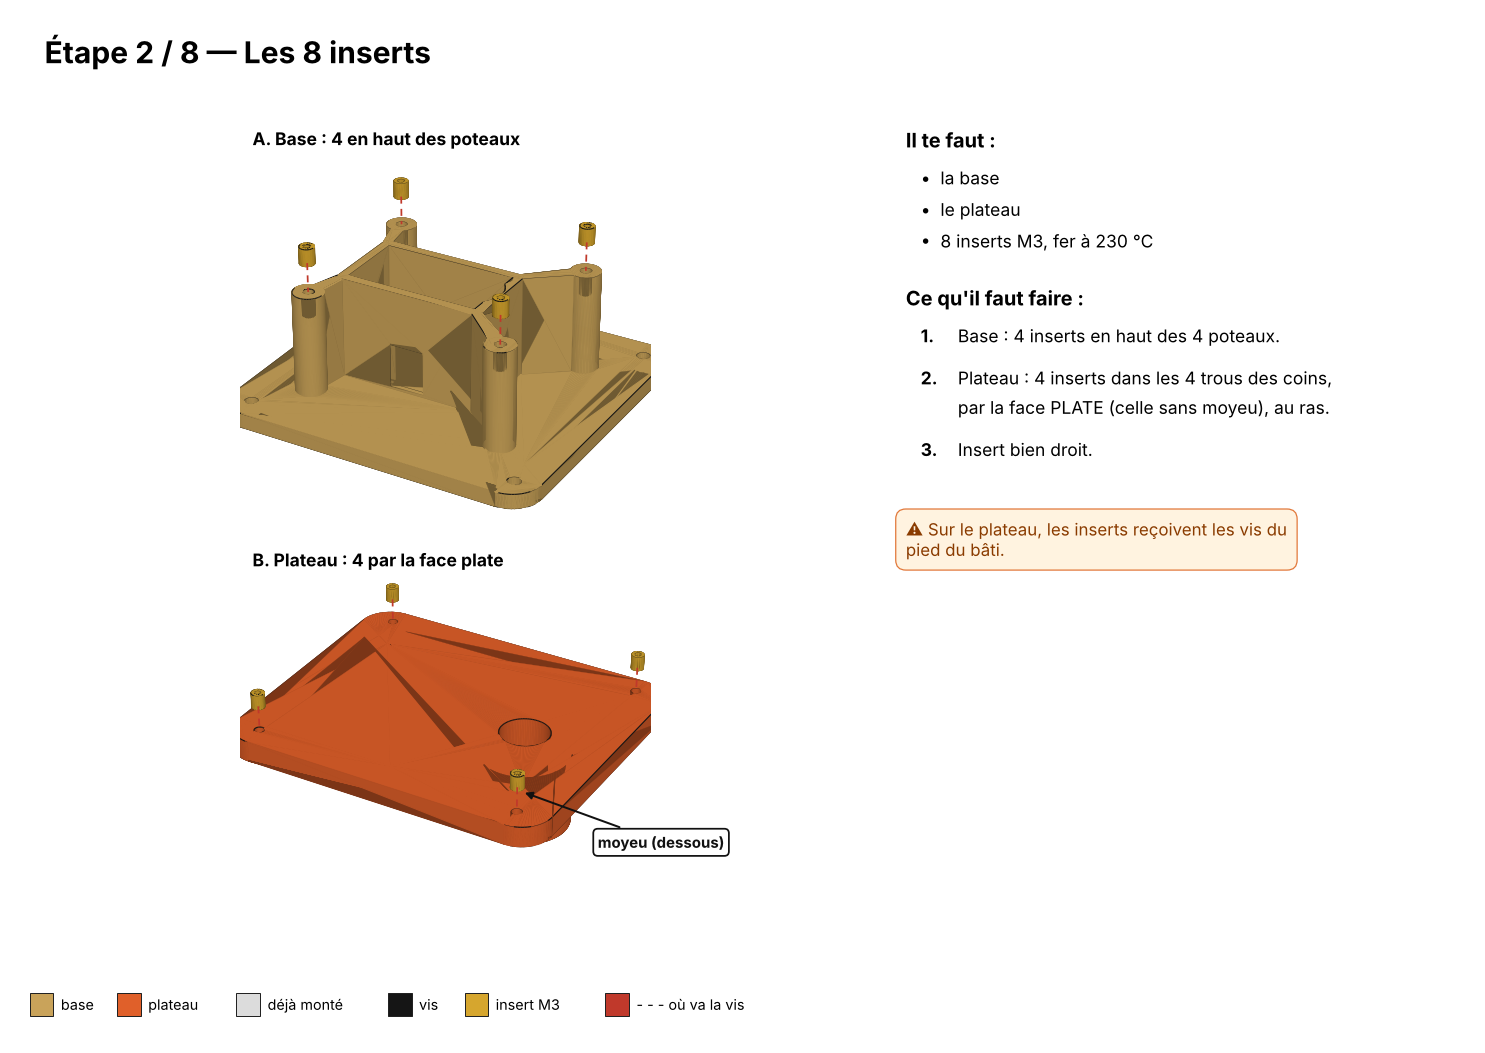 Étape 2 / 8 — Les 8 inserts
A. Base : 4 en haut des poteaux
B. Plateau : 4 par la face plate
moyeu (dessous)
Il te faut :
• la base
• le plateau
• 8 inserts M3, fer à 230 °C
Ce qu'il faut faire :
1. Base : 4 inserts en haut des 4 poteaux.
2. Plateau : 4 inserts dans les 4 trous des coins,
par la face PLATE (celle sans moyeu), au ras.
3. Insert bien droit.
⚠ Sur le plateau, les inserts reçoivent les vis du
pied du bâti.
base plateau déjà monté vis insert M3 - - - où va la vis